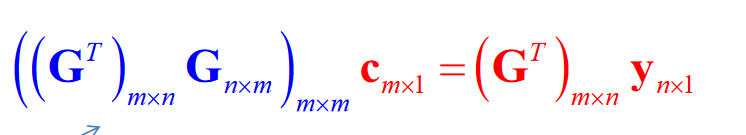 ((G^T)_{m×n} G_{n×m})_{m×m} c_{m×1} = (G^T)_{m×n} y_{n×1}